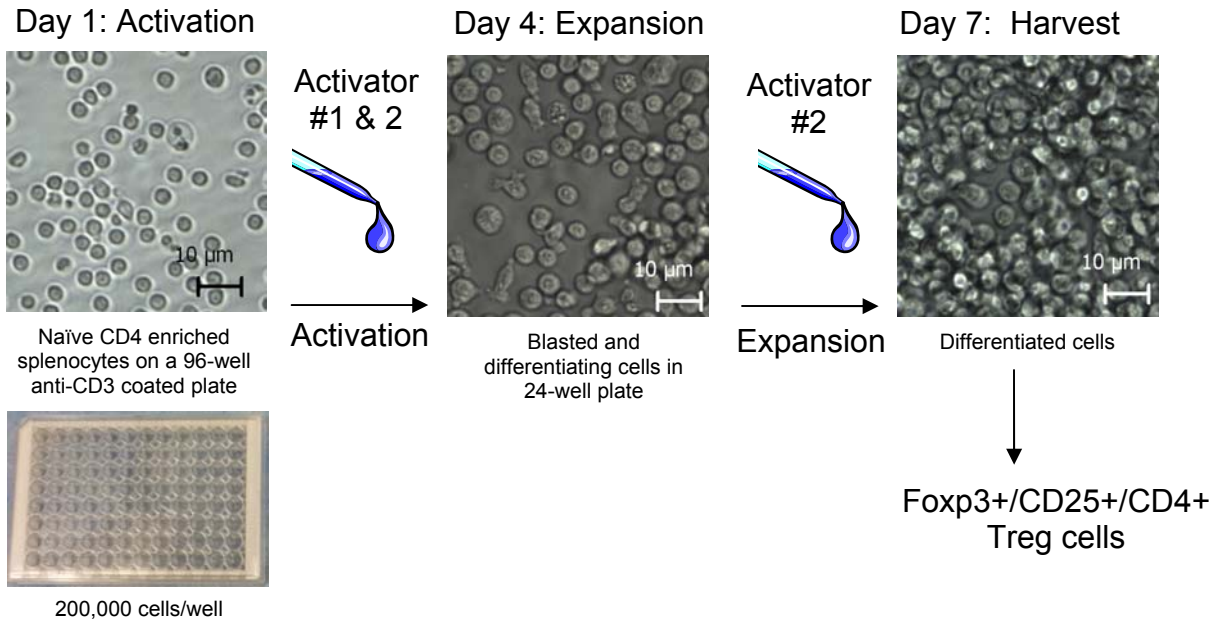 Day 1: Activation
Day 4: Expansion
Day 7: Harvest
Activator
#1 & 2
Activator
#2
10 µm
10 µm
10 µm
Activation
Expansion
Naïve CD4 enriched
splenocytes on a 96-well
anti-CD3 coated plate
Blasted and
differentiating cells in
24-well plate
Differentiated cells
Foxp3+/CD25+/CD4+
Treg cells
200,000 cells/well